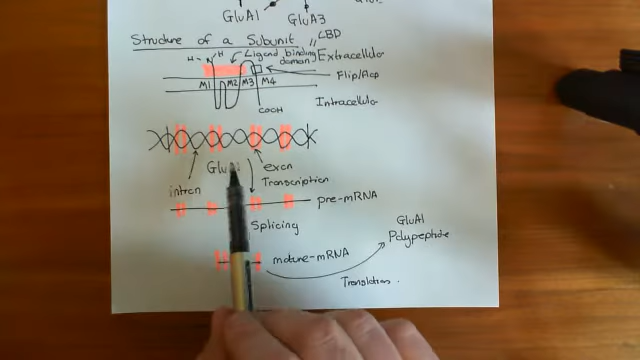 GluA1
GluA3
Structure of a Subunit
LBD
Ligand binding
domain
Extracellular
Flip/flop
M1 M2 M3 M4
COOH
Intracellular
intron
exon
Transcription
pre-mRNA
Splicing
GluA1
Polypeptide
mature-mRNA
Translation.